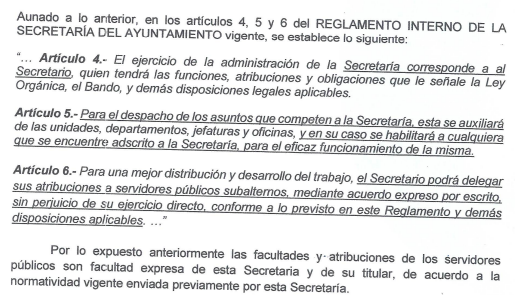 Aunado a lo anterior, en los artículos 4, 5 y 6 del REGLAMENTO INTERNO DE LA
SECRETARÍA DEL AYUNTAMIENTO vigente, se establece lo siguiente:
“... Artículo 4.- El ejercicio de la administración de la Secretaría corresponde a al
Secretario, quien tendrá las funciones, atribuciones y obligaciones que le señale la Ley
Orgánica, el Bando, y demás disposiciones legales aplicables.
Artículo 5.- Para el despacho de los asuntos que competen a la Secretaría, esta se auxiliará
de las unidades, departamentos, jefaturas y oficinas, y en su caso se habilitará a cualquiera
que se encuentre adscrito a la Secretaría, para el eficaz funcionamiento de la misma.
Artículo 6.- Para una mejor distribución y desarrollo del trabajo, el Secretario podrá delegar
sus atribuciones a servidores públicos subalternos, mediante acuerdo expreso por escrito,
sin perjuicio de su ejercicio directo, conforme a lo previsto en este Reglamento y demás
disposiciones aplicables. ...”
Por lo expuesto anteriormente las facultades y atribuciones de los servidores
públicos son facultad expresa de esta Secretaria y de su titular, de acuerdo a la
normatividad vigente enviada previamente por esta Secretaría.